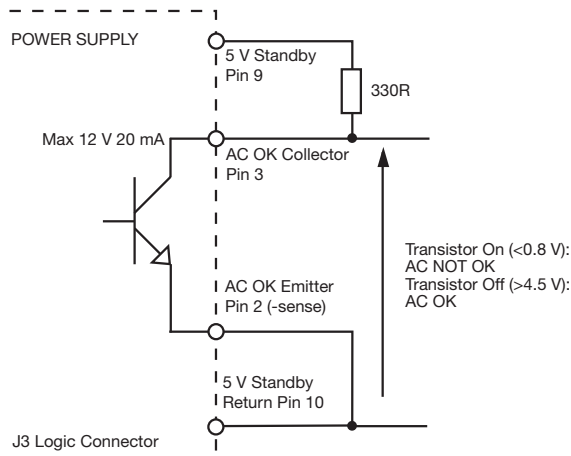 POWER SUPPLY
5 V Standby
Pin 9
330R
Max 12 V 20 mA
AC OK Collector
Pin 3
Transistor On (<0.8 V):
AC NOT OK
Transistor Off (>4.5 V):
AC OK
AC OK Emitter
Pin 2 (-sense)
5 V Standby
Return Pin 10
J3 Logic Connector